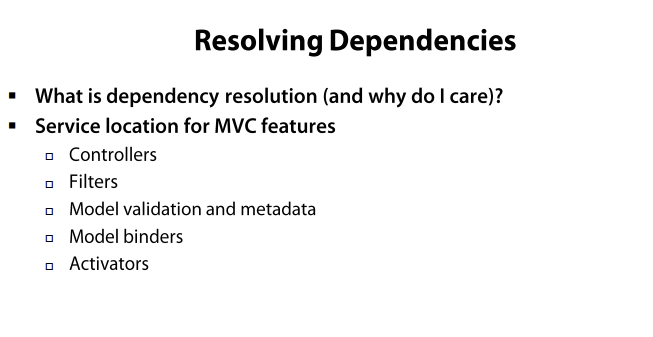 Resolving Dependencies
▪ What is dependency resolution (and why do I care)?
▪ Service location for MVC features
▫ Controllers
▫ Filters
▫ Model validation and metadata
▫ Model binders
▫ Activators